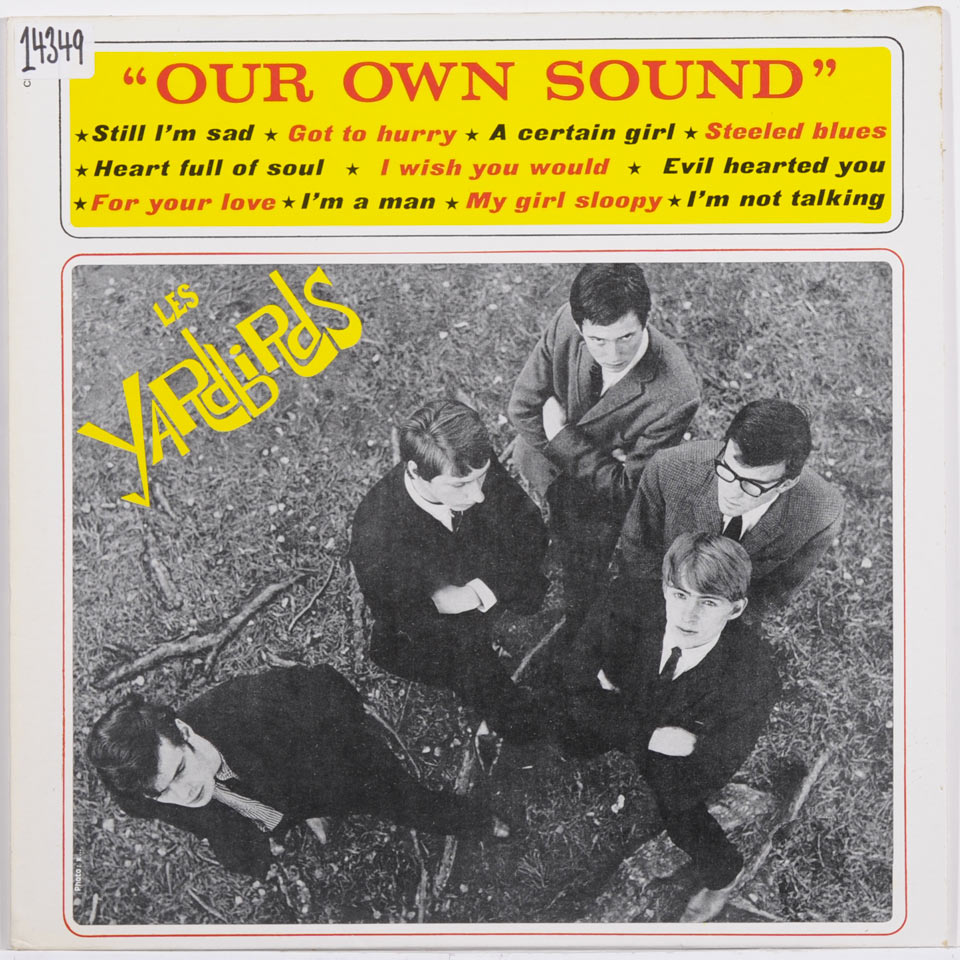 14349
“OUR OWN SOUND”
★ Still I'm sad ★ Got to hurry ★ A certain girl ★ Steeled blues
★ Heart full of soul ★ I wish you would ★ Evil hearted you
★ For your love ★ I'm a man ★ My girl sloopy ★ I'm not talking
LES
YARDBIRDS